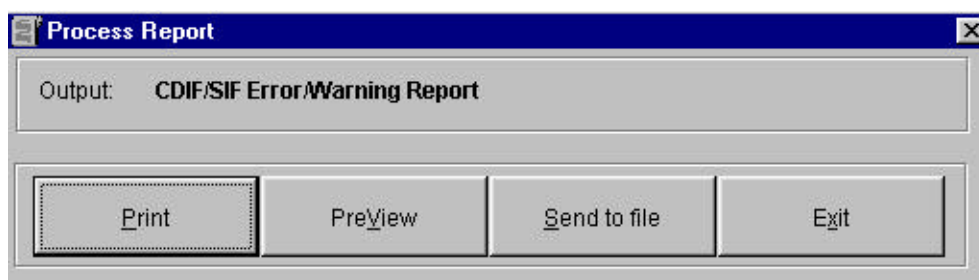 Process Report
Output: CDIF/SIF Error/Warning Report
Print PreView Send to file Exit